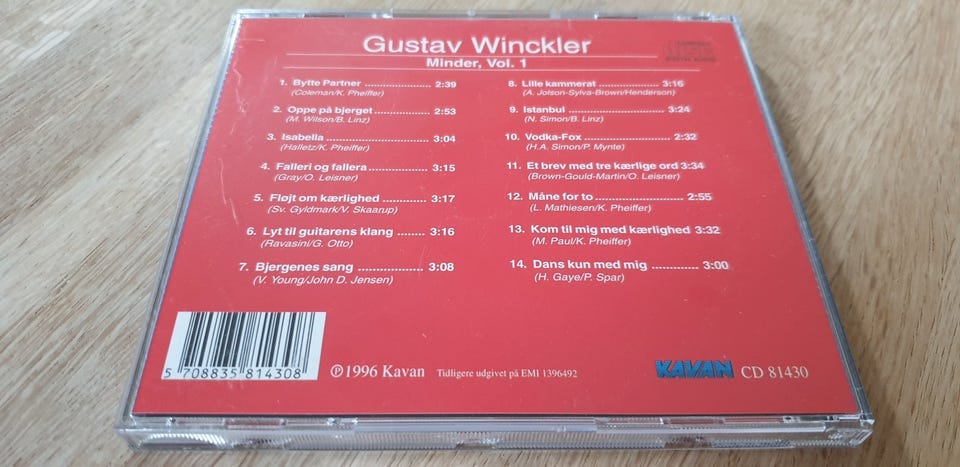 Gustav Winckler
Minder, Vol. 1
1. Bytte Partner .................... 2:39
(Coleman/K. Pheiffer)
2. Oppe på bjerget ................ 2:53
(M. Wilson/B. Linz)
3. Isabella ............................ 3:04
(Halletz/K. Pheiffer)
4. Falleri og fallera ................. 3:15
(Gray/O. Leisner)
5. Fløjt om kærlighed ............ 3:17
(Sv. Gyldmark/V. Skaarup)
6. Lyt til guitarens klang ........ 3:16
(Ravasini/G. Otto)
7. Bjergenes sang .................. 3:08
(V. Young/John D. Jensen)
8. Lille kammerat ................. 3:16
(A. Jolson-Sylva-Brown/Henderson)
9. Istanbul ........................... 3:24
(N. Simon/B. Linz)
10. Vodka-Fox ....................... 2:32
(H.A. Simon/P. Mynte)
11. Et brev med tre kærlige ord 3:34
(Brown-Gould-Martin/O. Leisner)
12. Måne for to ....................... 2:55
(L. Mathiesen/K. Pheiffer)
13. Kom til mig med kærlighed 3:32
(M. Paul/K. Pheiffer)
14. Dans kun med mig ............. 3:00
(H. Gaye/P. Spar)
5 708835 814308
℗1996 Kavan
Tidligere udgivet på EMI 1396492
KAVAN CD 81430